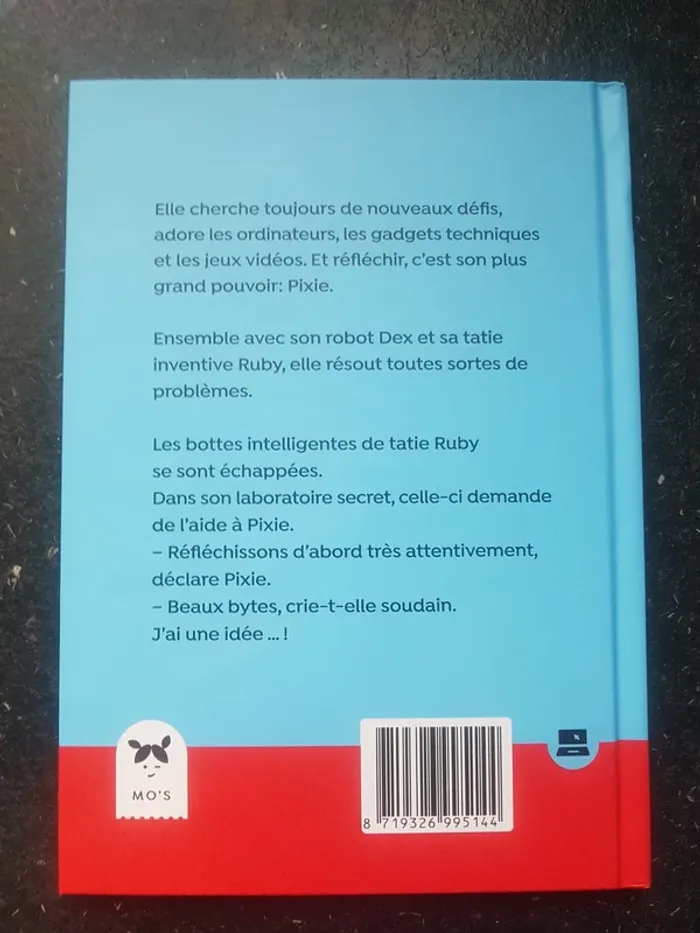 Elle cherche toujours de nouveaux défis,
adore les ordinateurs, les gadgets techniques
et les jeux vidéos. Et réfléchir, c'est son plus
grand pouvoir: Pixie.
Ensemble avec son robot Dex et sa tatie
inventive Ruby, elle résout toutes sortes de
problèmes.
Les bottes intelligentes de tatie Ruby
se sont échappées.
Dans son laboratoire secret, celle-ci demande
de l'aide à Pixie.
– Réfléchissons d'abord très attentivement,
déclare Pixie.
– Beaux bytes, crie-t-elle soudain.
J'ai une idée ... !
MO'S
8 719326 995144